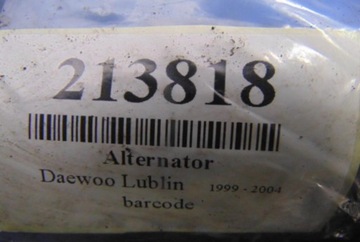 213818
Alternator
Daewoo Lublin 1999 - 2004
barcode